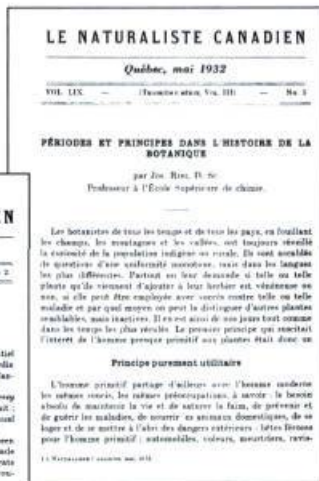 LE NATURALISTE CANADIEN
Québec, mai 1932
VOL. LIX. — (TROISIÈME SÉRIE, VOL. III) — No 5
PÉRIODES ET PRINCIPES DANS L'HISTOIRE DE LA
BOTANIQUE
par Jos. D. Sc.
Professeur à l'École Supérieure de chimie.
Les botanistes de tous les temps et de tous les pays, en fouillant
les champs, les montagnes et les vallées, ont toujours réveillé
la curiosité de la population indigène ou rurale. Ils sont accablés
de questions d'une uniformité monotone, mais dans les langues
les plus différentes. Partout on leur demande si telle ou telle
plante qu'ils viennent d'ajouter à leur herbier est vénéneuse ou
non, si elle peut être employée avec succès contre telle ou telle
maladie et par quel moyen on peut la distinguer d'autres plantes
semblables, mais inactives. Il en est ainsi de nos jours tout comme
dans les temps les plus reculés. Le premier principe qui suscitait
l'intérêt de l'homme presque primitif aux plantes était donc un
Principe purement utilitaire
L'homme primitif partage d'ailleurs avec l'homme moderne
les mêmes soucis, les mêmes préoccupations, à savoir : le besoin
absolu de maintenir la vie et de saturer la faim, de prévenir et
de guérir les maladies, de nourrir ses animaux domestiques, de se
loger et de se mettre à l'abri des dangers extérieurs : bêtes féroces
pour l'homme primitif ; automobiles, voleurs, meurtriers, ravis-
LE NATURALISTE CANADIEN, mai, 1932.
N
2